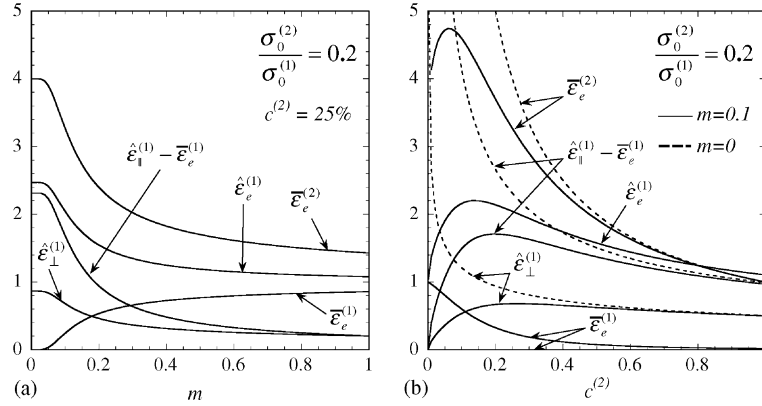 5
4
3
2
1
0
0
0.2
0.4
0.6
0.8
1
σ₀⁽²⁾/σ₀⁽¹⁾ = 0.2
c⁽²⁾ = 25%
ε̂∥⁽¹⁾ – ε̄ₑ⁽¹⁾
ε̂ₑ⁽¹⁾
ε̄ₑ⁽²⁾
ε̂⊥⁽¹⁾
ε̄ₑ⁽¹⁾
(a)
m
5
4
3
2
1
0
0
0.2
0.4
0.6
0.8
σ₀⁽²⁾/σ₀⁽¹⁾ = 0.2
ε̄ₑ⁽²⁾
m=0.1
m=0
ε̂∥⁽¹⁾ – ε̄ₑ⁽¹⁾
ε̂ₑ⁽¹⁾
ε̂⊥⁽¹⁾
ε̄ₑ⁽¹⁾
(b)
c⁽²⁾